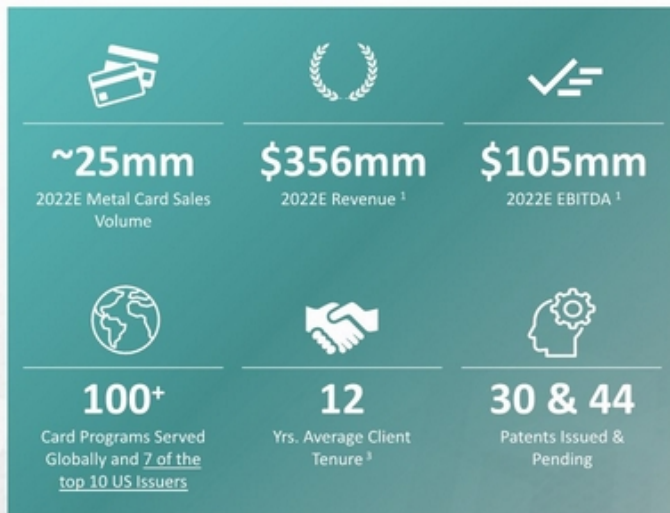 ~25mm
2022E Metal Card Sales
Volume
$356mm
2022E Revenue 1
$105mm
2022E EBITDA 1
100+
Card Programs Served
Globally and 7 of the
top 10 US Issuers
12
Yrs. Average Client
Tenure 3
30 & 44
Patents Issued &
Pending